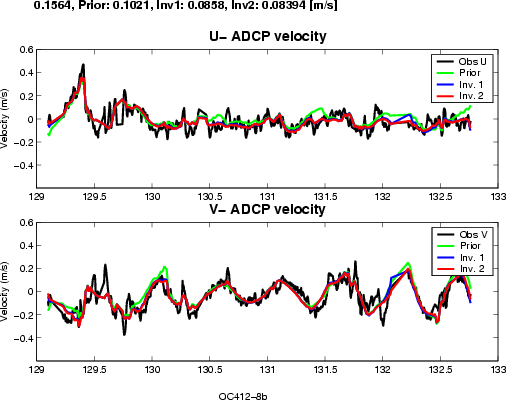 0.1564, Prior: 0.1021, Inv1: 0.0858, Inv2: 0.08394 [m/s]
U− ADCP velocity
Velocity (m/s)
0.6
0.4
0.2
0
−0.2
−0.4
Obs U
Prior
Inv. 1
Inv. 2
129 129.5 130 130.5 131 131.5 132 132.5 133
V− ADCP velocity
Velocity (m/s)
0.6
0.4
0.2
0
−0.2
−0.4
Obs V
Prior
Inv. 1
Inv. 2
129 129.5 130 130.5 131 131.5 132 132.5 133
OC412−8b